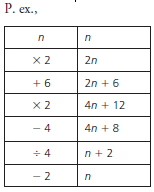 P. ex.,
n n
× 2 2n
+ 6 2n + 6
× 2 4n + 12
− 4 4n + 8
÷ 4 n + 2
− 2 n